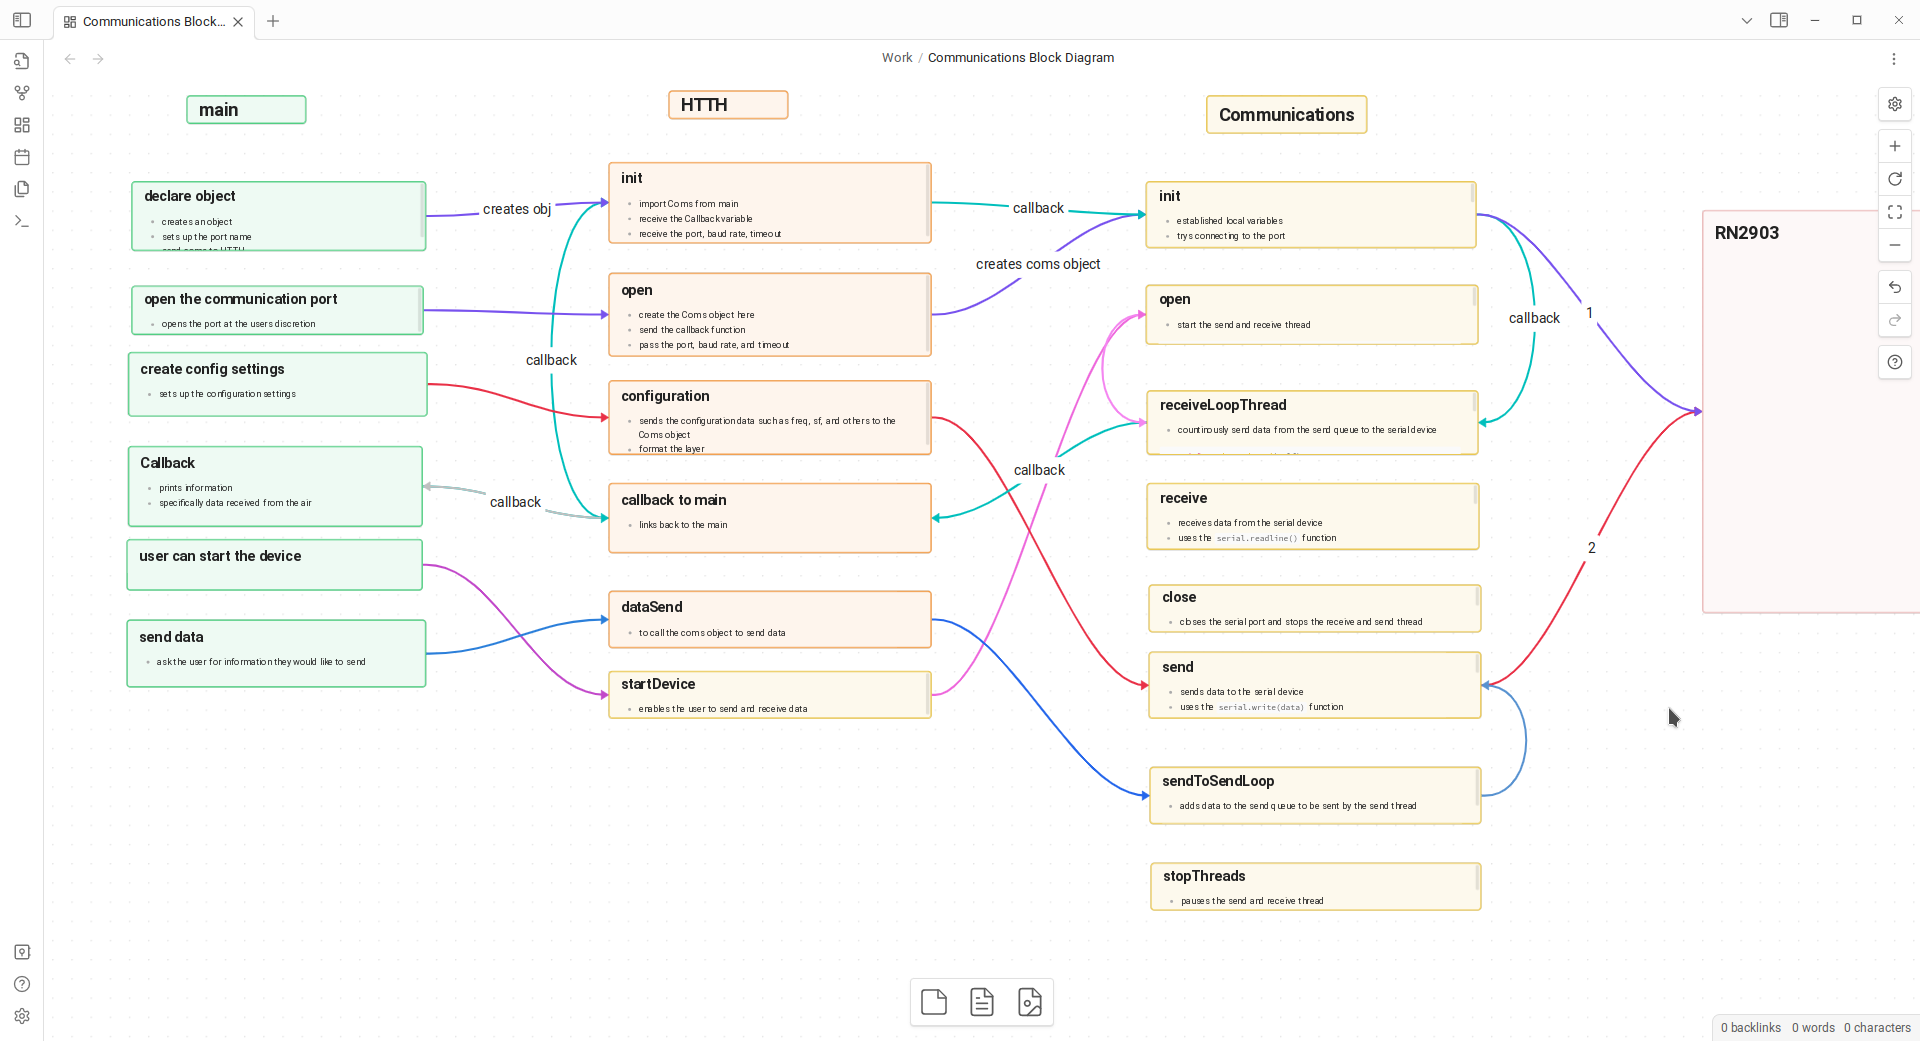 Communications Block...
Work / Communications Block Diagram
main
HTTH
Communications
declare object
creates an object
sets up the port name
send coms to HTTH
open the communication port
opens the port at the users discretion
create config settings
sets up the configuration settings
Callback
prints information
specifically data received from the air
user can start the device
send data
ask the user for information they would like to send
creates obj
callback
callback
init
import Coms from main
receive the Callback variable
receive the port, baud rate, timeout
open
create the Coms object here
send the callback function
pass the port, baud rate, and timeout
configuration
sends the configuration data such as freq, sf, and others to the
Coms object
format the layer
callback to main
links back to the main
dataSend
to call the coms object to send data
startDevice
enables the user to send and receive data
callback
creates coms object
callback
init
established local variables
trys connecting to the port
open
start the send and receive thread
receiveLoopThread
countinously send data from the send queue to the serial device
receive
receives data from the serial device
uses the serial.readline() function
close
closes the serial port and stops the receive and send thread
send
sends data to the serial device
uses the serial.write(data) function
sendToSendLoop
adds data to the send queue to be sent by the send thread
stopThreads
pauses the send and receive thread
callback
1
2
RN2903
0 backlinks 0 words 0 characters